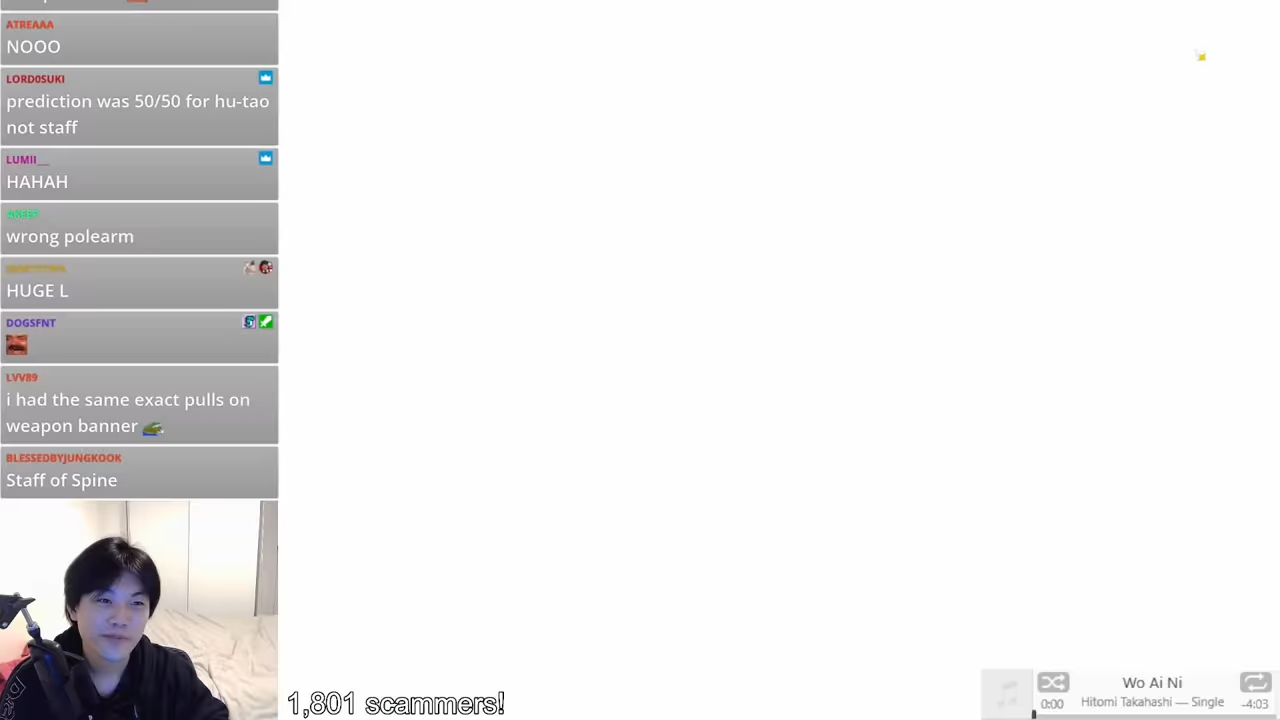 ATREAAA
NOOO
LORD0SUKI
prediction was 50/50 for hu-tao
not staff
LUMII__
HAHAH
wrong polearm
HUGE L
DOGSFNT
LVV89
i had the same exact pulls on
weapon banner
BLESSEDBYJUNGKOOK
Staff of Spine
1,801 scammers!
Wo Ai Ni
0:00
Hitomi Takahashi — Single
-4:03